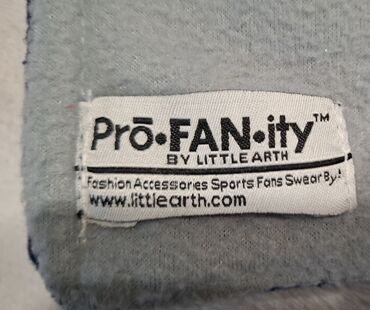 Prō•FAN•ity™
BY LITTLEARTH
Fashion Accessories Sports Fans Swear By!
www.littlearth.com